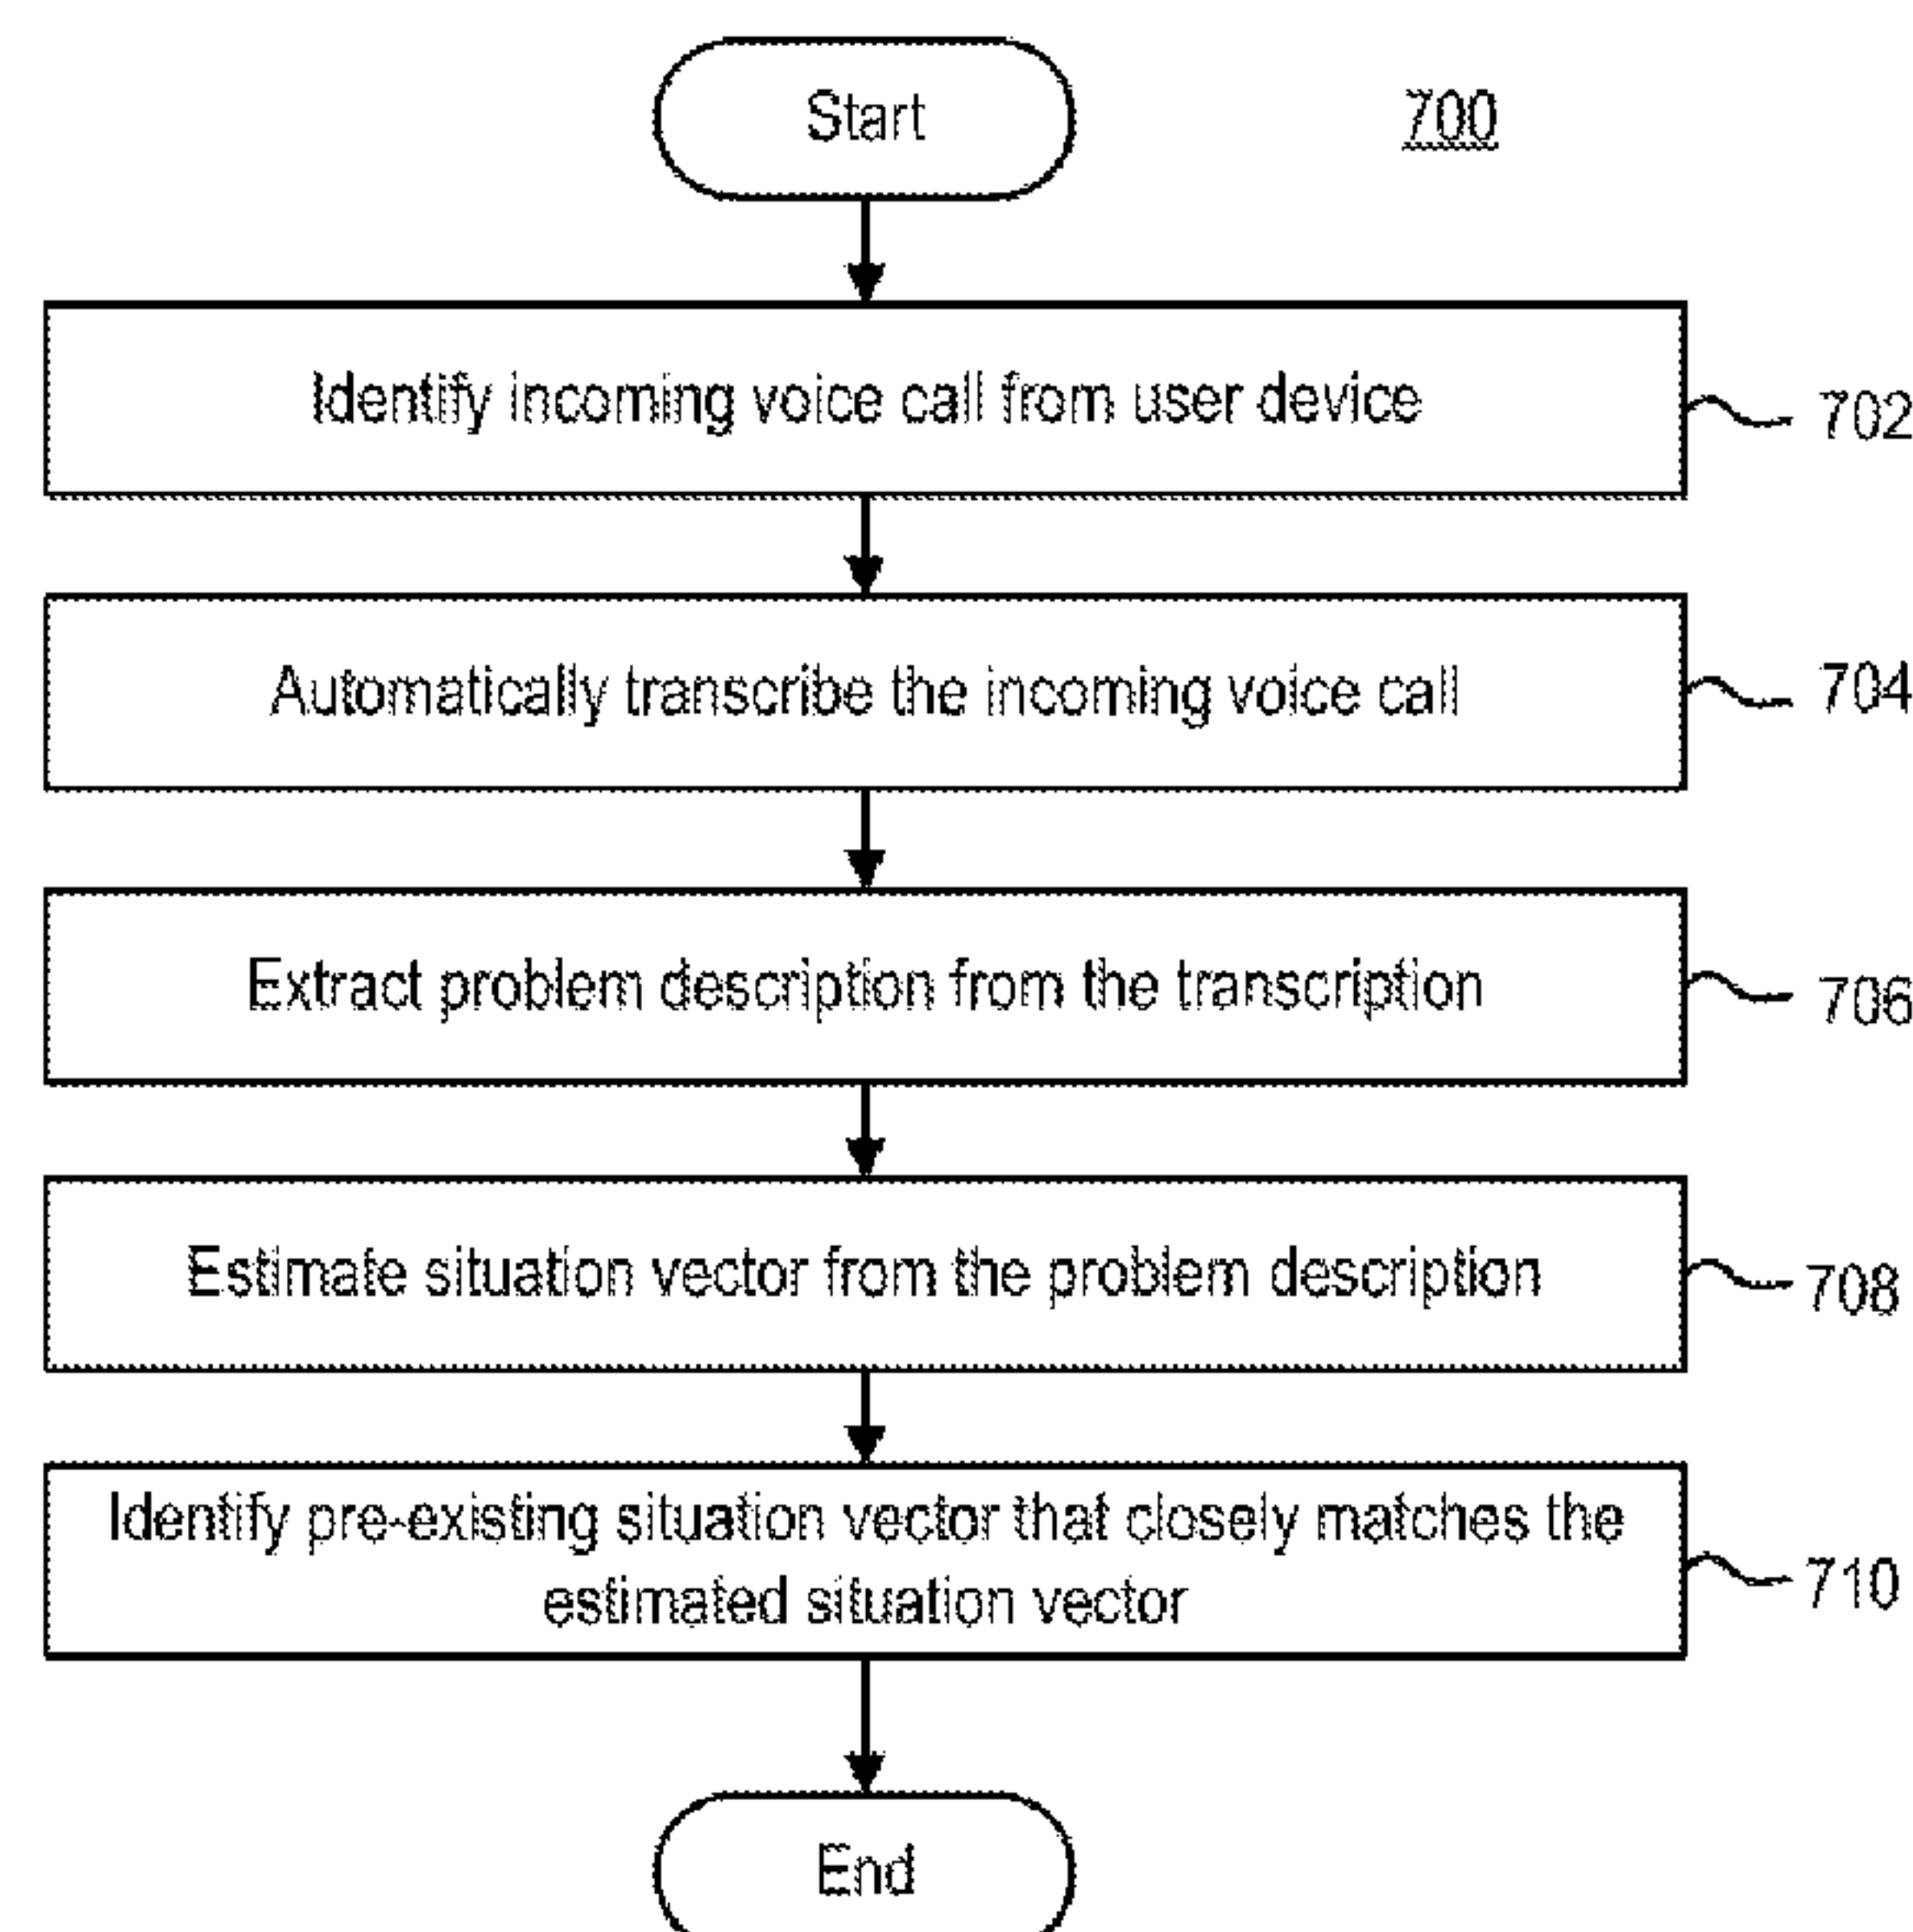 Start
700
Identify incoming voice call from user device
702
Automatically transcribe the incoming voice call
704
Extract problem description from the transcription
706
Estimate situation vector from the problem description
708
Identify pre-existing situation vector that closely matches the
estimated situation vector
710
End